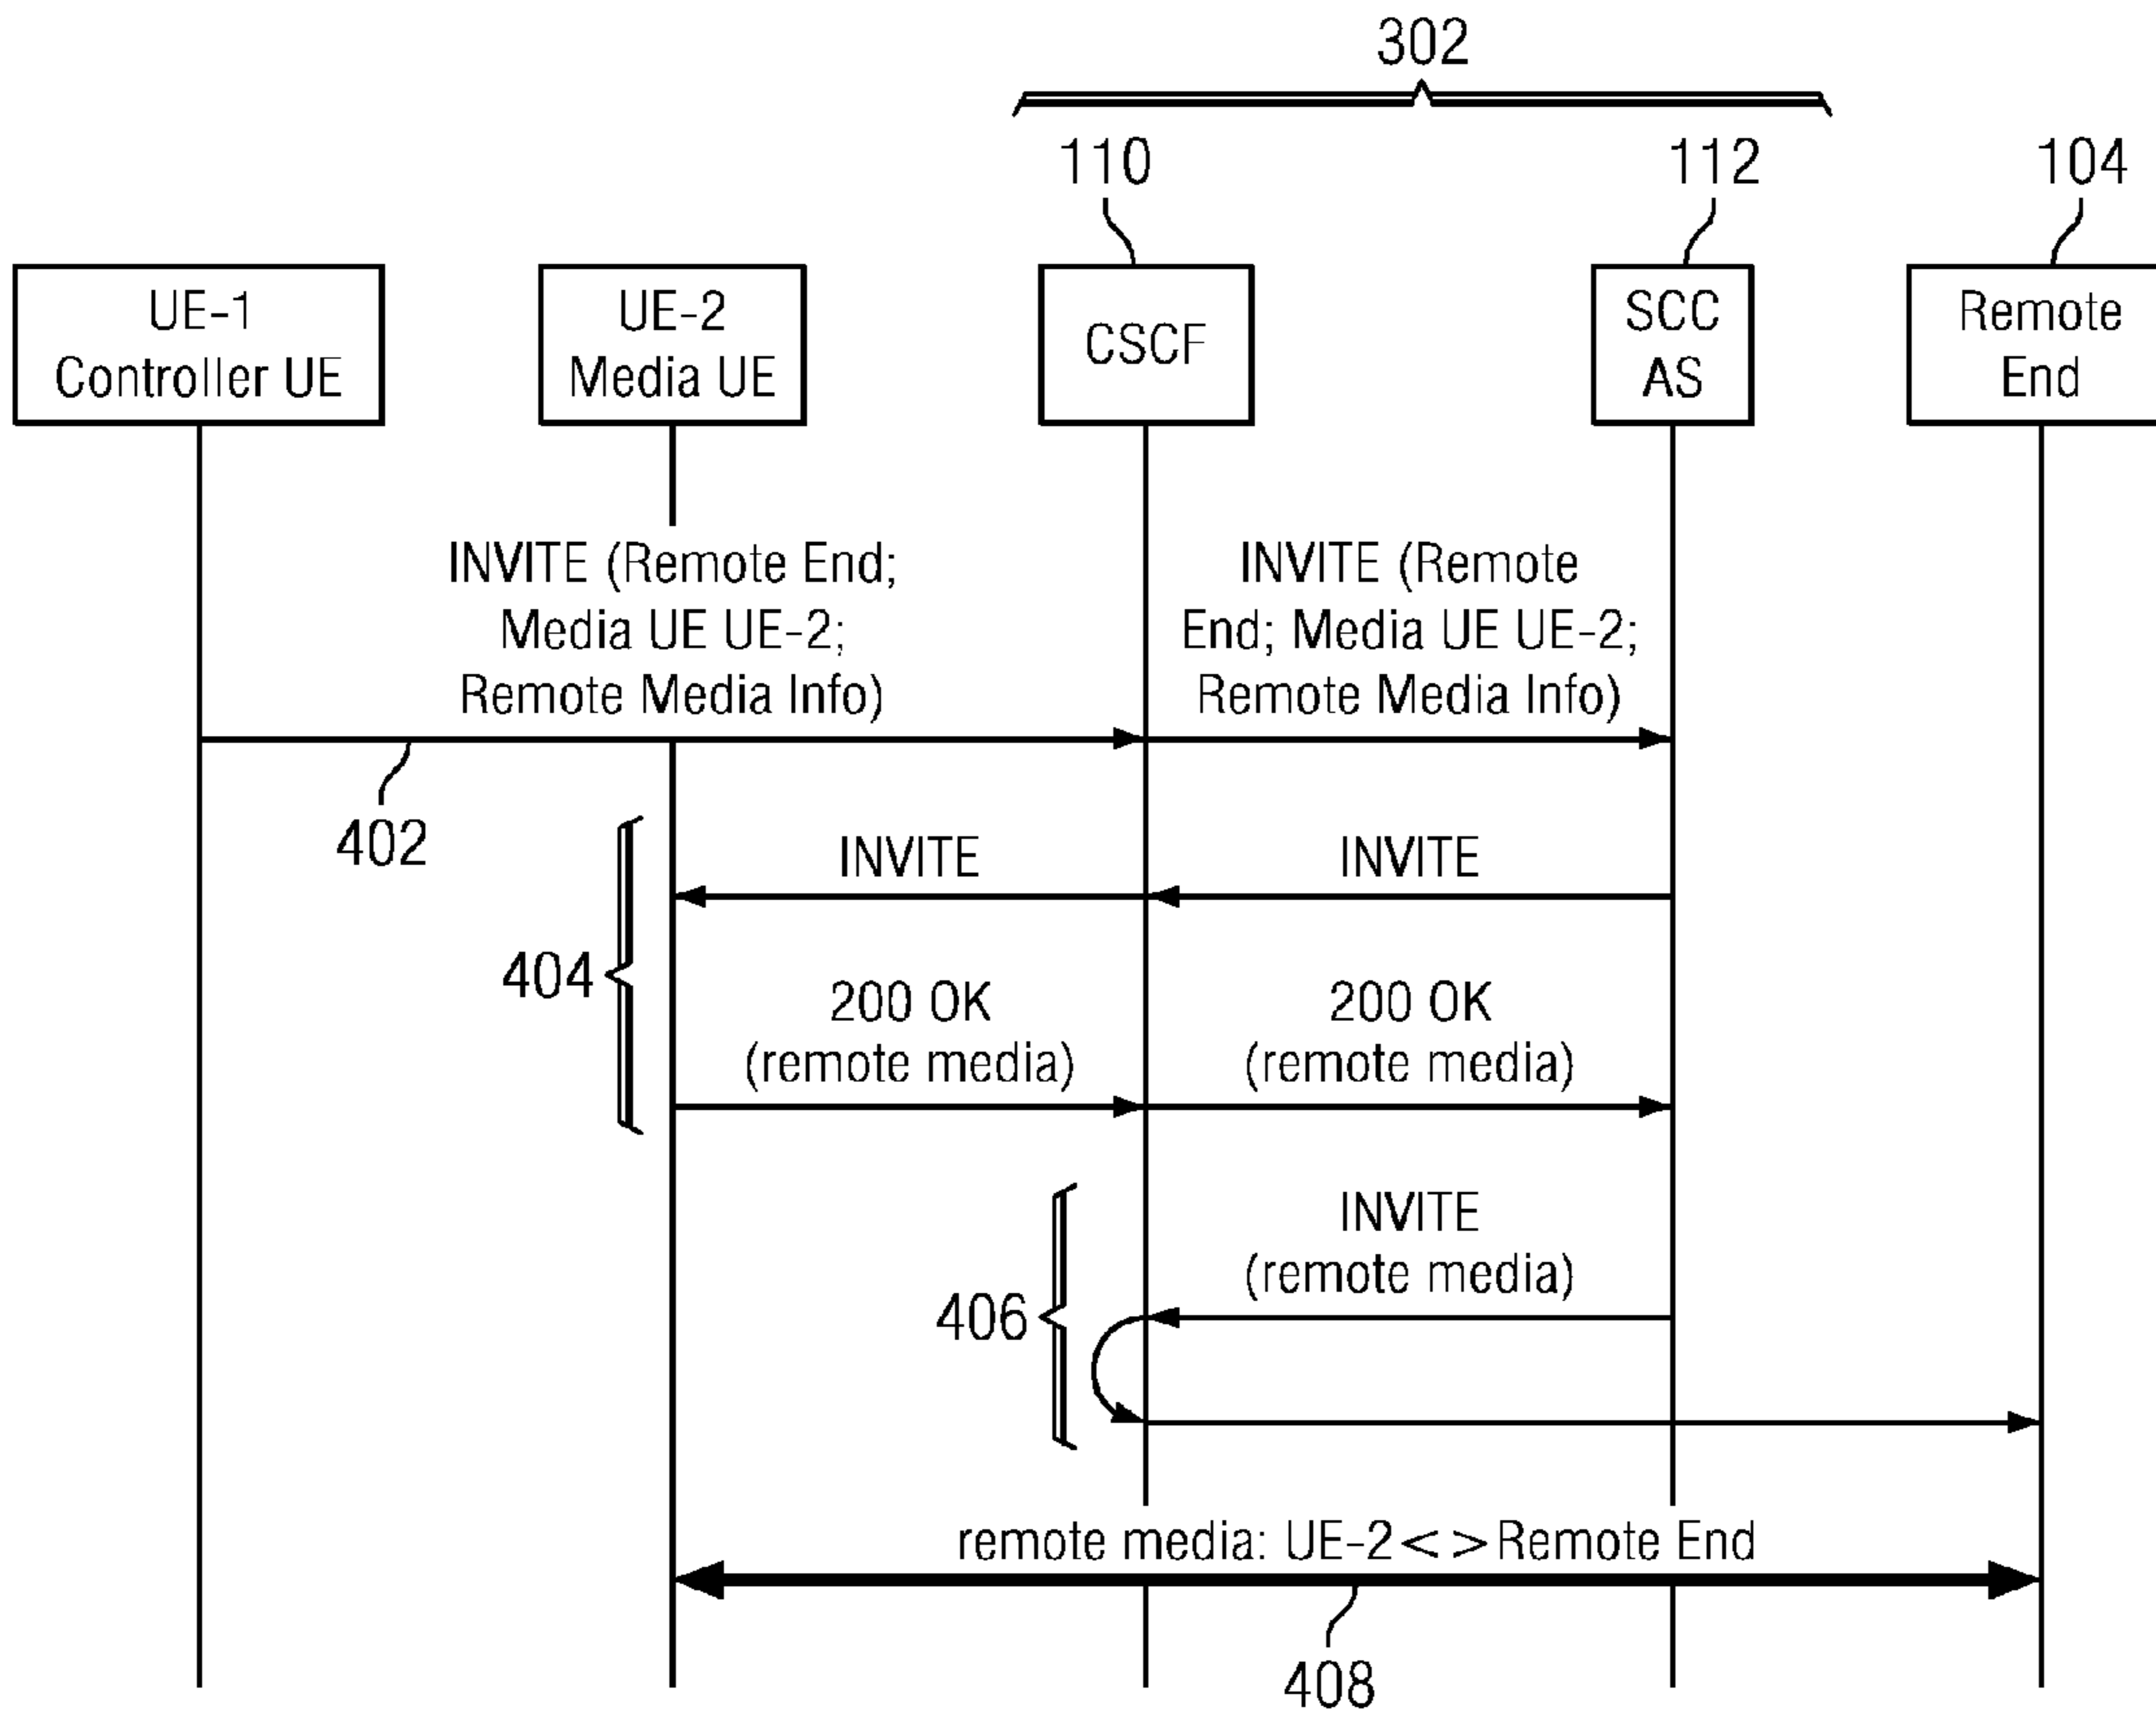 302
110
112
104
UE-1
Controller UE
UE-2
Media UE
CSCF
SCC
AS
Remote
End
INVITE (Remote End;
Media UE UE-2;
Remote Media Info)
INVITE (Remote
End; Media UE UE-2;
Remote Media Info)
402
INVITE
INVITE
404
200 OK
(remote media)
200 OK
(remote media)
INVITE
(remote media)
406
remote media: UE-2< >Remote End
408